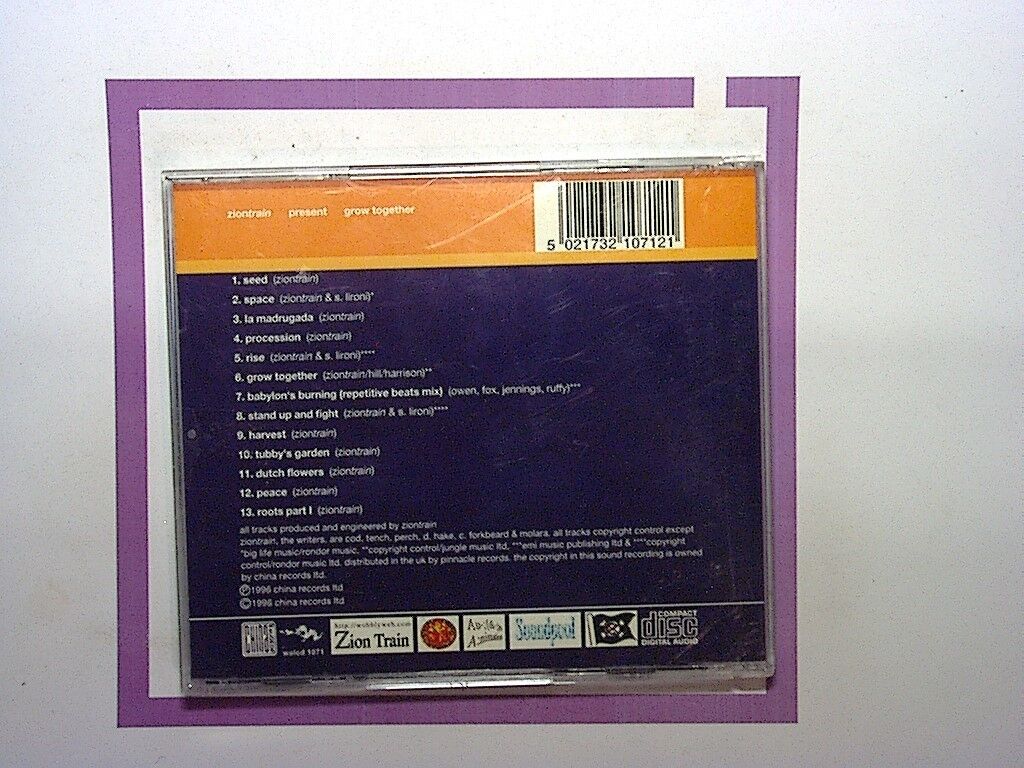 ziontrain present grow together
5 021732 107121
1. seed (ziontrain)
2. space (ziontrain & s. lironi)*
3. la madrugada (ziontrain)
4. procession (ziontrain)
5. rise (ziontrain & s. lironi)****
6. grow together (ziontrain/hill/harrison)**
7. babylon's burning (repetitive beats mix) (owen, fox, jennings, ruffy)***
8. stand up and fight (ziontrain & s. lironi)****
9. harvest (ziontrain)
10. tubby's garden (ziontrain)
11. dutch flowers (ziontrain)
12. peace (ziontrain)
13. roots part I (ziontrain)
all tracks produced and engineered by ziontrain
ziontrain, the writers, are cod, tench, perch, d. hake, c. forkbeard & molara. all tracks copyright control except
*big life music/rondor music, **copyright control/jungle music ltd, ***emi music publishing ltd & ****copyright
control/rondor music ltd. distributed in the uk by pinnacle records. the copyright in this sound recording is owned
by china records ltd.
Ⓟ1996 china records ltd
©1996 china records ltd
wolcd 1071
http://wobblyweb.com
Zion Train
Soundpool
COMPACT
disc
DIGITAL AUDIO